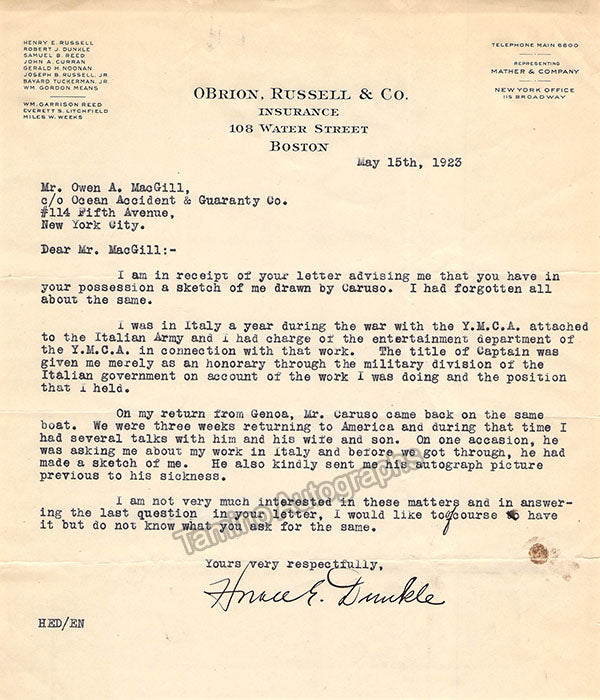 HENRY E. RUSSELL
ROBERT J. DUNKLE
SAMUEL B. REED
JOHN A. CURRAN
GERALD H. NOONAN
JOSEPH B. RUSSELL, JR.
BAYARD TUCKERMAN, JR.
WM. GORDON MEANS
WM. GARRISON REED
EVERETT S. LITCHFIELD
MILES W. WEEKS
TELEPHONE MAIN 6600
REPRESENTING
MATHER & COMPANY
NEW YORK OFFICE
115 BROADWAY
OBRION, RUSSELL & CO.
INSURANCE
108 WATER STREET
BOSTON
May 15th, 1923
Mr. Owen A. MacGill,
c/o Ocean Accident & Guaranty Co.
#114 Fifth Avenue,
New York City.
Dear Mr. MacGill:-
I am in receipt of your letter advising me that you have in
your possession a sketch of me drawn by Caruso. I had forgotten all
about the same.
I was in Italy a year during the war with the Y.M.C.A. attached
to the Italian Army and I had charge of the entertainment department of
the Y.M.C.A. in connection with that work. The title of Captain was
given me merely as an honorary through the military division of the
Italian government on account of the work I was doing and the position
that I held.
On my return from Genoa, Mr. Caruso came back on the same
boat. We were three weeks returning to America and during that time I
had several talks with him and his wife and son. On one accasion, he
was asking me about my work in Italy and before we got through, he had
made a sketch of me. He also kindly sent me his autograph picture
previous to his sickness.
I am not very much interested in these matters and in answer-
ing the last question in your letter, I would like to of course to have
it but do not know what you ask for the same.
Yours very respectfully,
Horace E. Dunkle
HED/EN
Tamino Autographs